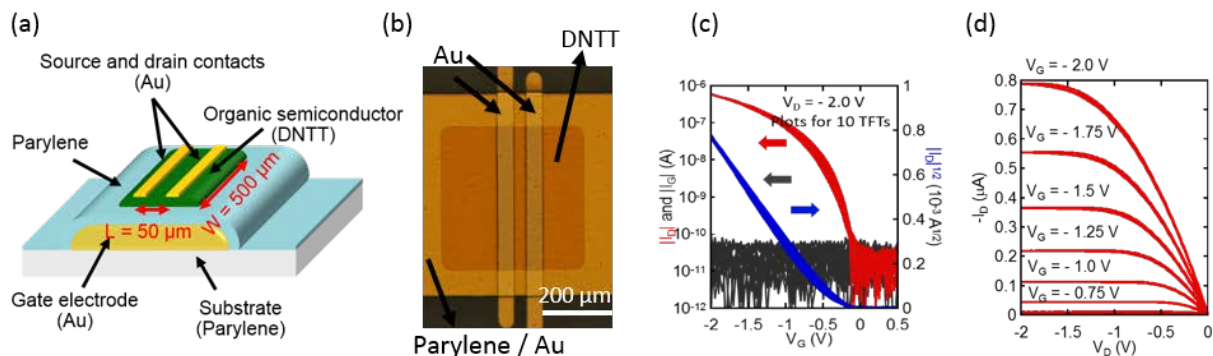 (a)
Source and drain contacts
(Au)
Organic semiconductor
(DNTT)
Parylene
L = 50 μm
W = 500 μm
Gate electrode
(Au)
Substrate
(Parylene)
(b)
Au
DNTT
200 μm
Parylene / Au
(c)
V_D = - 2.0 V
Plots for 10 TFTs
|I_D| and |I_G| (A)
10^-6
10^-7
10^-8
10^-9
10^-10
10^-11
10^-12
1
0.8
0.6
0.4
0.2
0
|I_D|^1/2 (10^-3 A^1/2)
-2 -1.5 -1 -0.5 0 0.5
V_G (V)
(d)
V_G = - 2.0 V
V_G = - 1.75 V
V_G = - 1.5 V
V_G = - 1.25 V
V_G = - 1.0 V
V_G = - 0.75 V
-I_D (μA)
0.8
0.7
0.6
0.5
0.4
0.3
0.2
0.1
0
-2 -1.5 -1 -0.5 0
V_D (V)